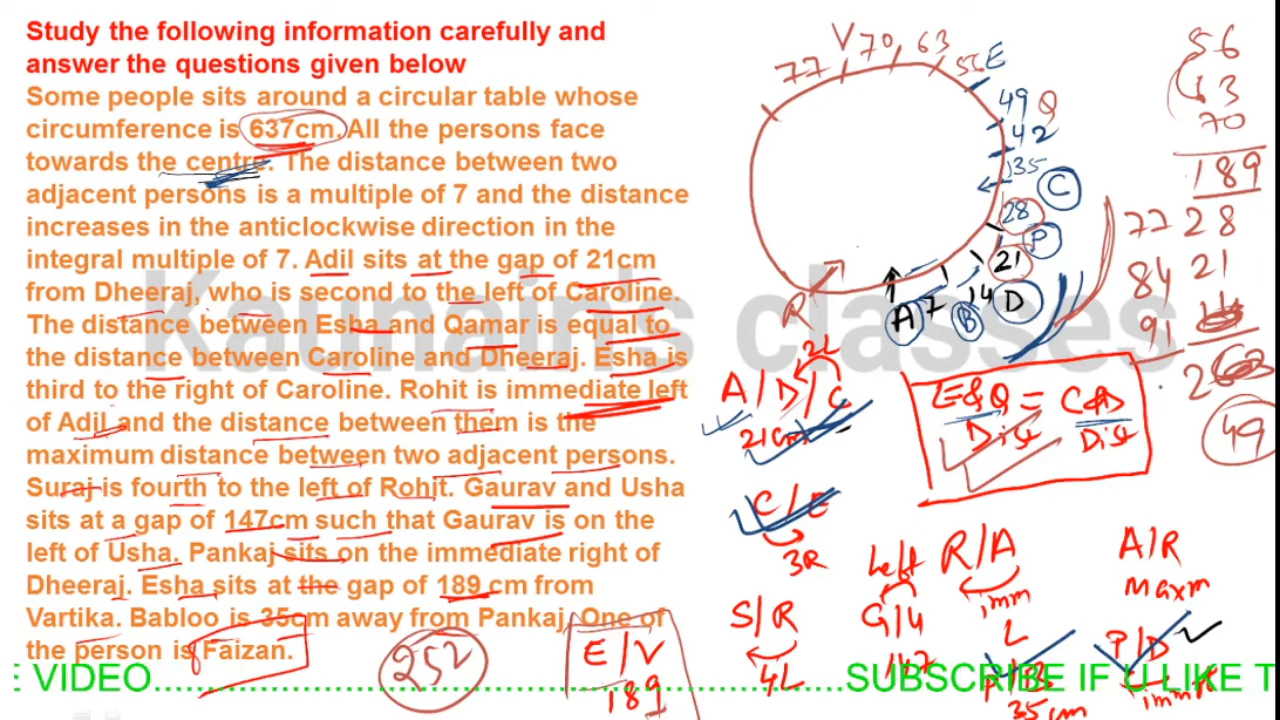 Study the following information carefully and
answer the questions given below
Some people sits around a circular table whose
circumference is 637cm. All the persons face
towards the centre. The distance between two
adjacent persons is a multiple of 7 and the distance
increases in the anticlockwise direction in the
integral multiple of 7. Adil sits at the gap of 21cm
from Dheeraj, who is second to the left of Caroline.
The distance between Esha and Qamar is equal to
the distance between Caroline and Dheeraj. Esha is
third to the right of Caroline. Rohit is immediate left
of Adil and the distance between them is the
maximum distance between two adjacent persons.
Suraj is fourth to the left of Rohit. Gaurav and Usha
sits at a gap of 147cm such that Gaurav is on the
left of Usha. Pankaj sits on the immediate right of
Dheeraj. Esha sits at the gap of 189 cm from
Vartika. Babloo is 35cm away from Pankaj. One of
the person is Faizan.
Kaunain's classes
77 V 70 63 56 E
49 Q
42
35
C
28
P
21
D
14
B
7
A
R
56
63
70
189
77 28
84 21
91
49
A/D/C
2L
21cm
E&Q = C&D
Dist Dist
C/E
3R
S/R
4L
Left
G/U
147
R/A
imm
L
A/R
maxm
P/B
35cm
P/D
imm R
252
E/V
189
E VIDEO SUBSCRIBE IF U LIKE T